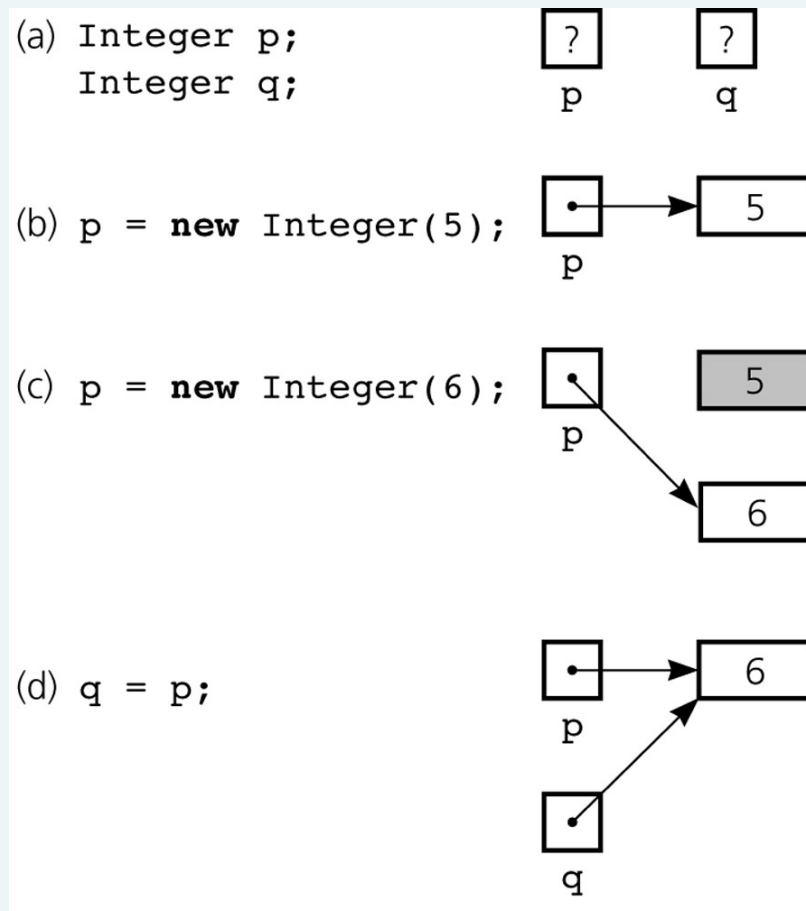 (a) Integer p;
Integer q;
? ?
p q
(b) p = new Integer(5);
5
p
(c) p = new Integer(6);
5
p
6
(d) q = p;
6
p
q